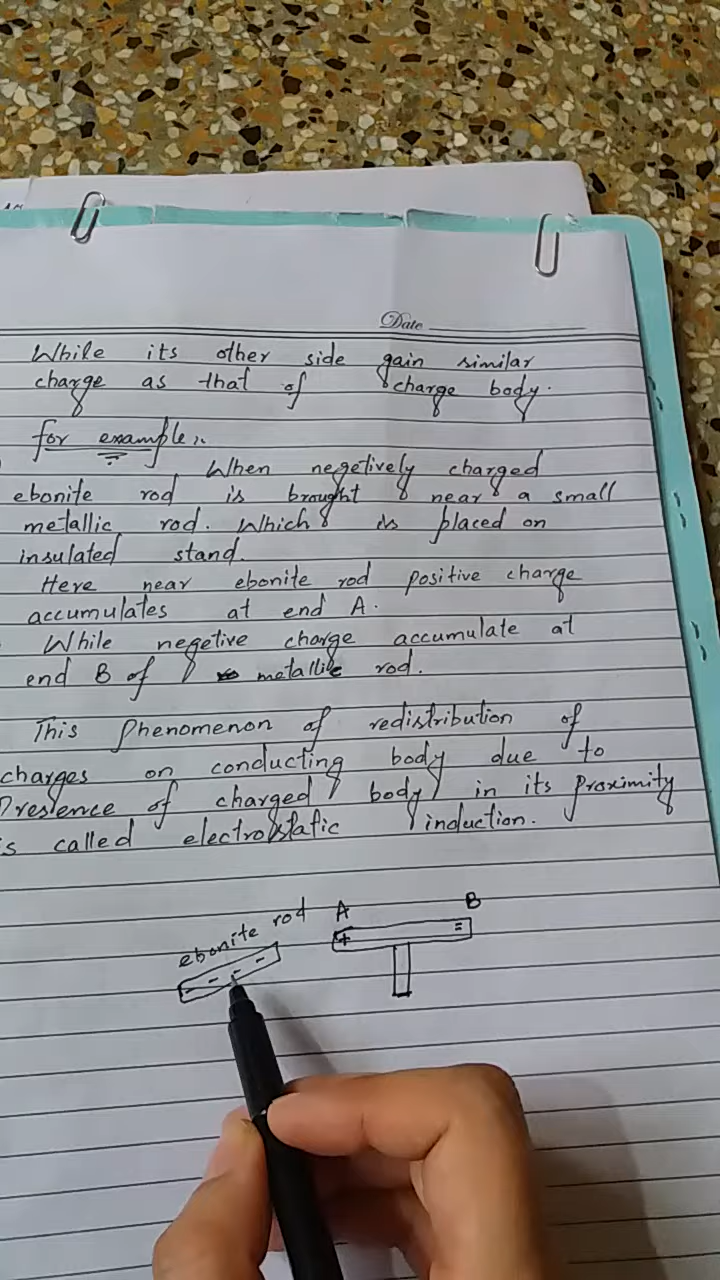 Date
While its other side gain similar
charge as that of charge body.
for example:.
When negetively charged
ebonite rod is brought near a small
metallic rod. Which is placed on
insulated stand.
Here near ebonite rod positive charge
accumulates at end A.
While negetive charge accumulate at
end B of metallic rod.
This Phenomenon of redistribution of
charges on conducting body due to
Presence of charged body in its Proximity
is called electrostatic induction.
ebonite rod A B
+ =
- - - -